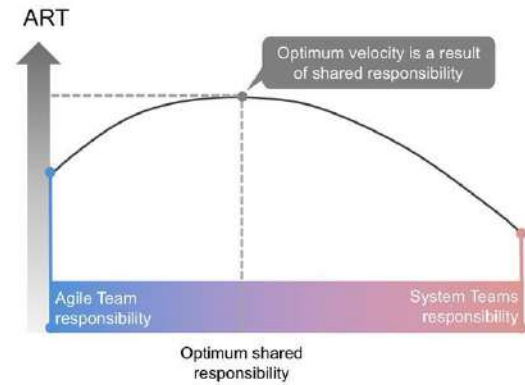 ART
Optimum velocity is a result
of shared responsibility
Agile Team
responsibility
System Teams
responsibility
Optimum shared
responsibility